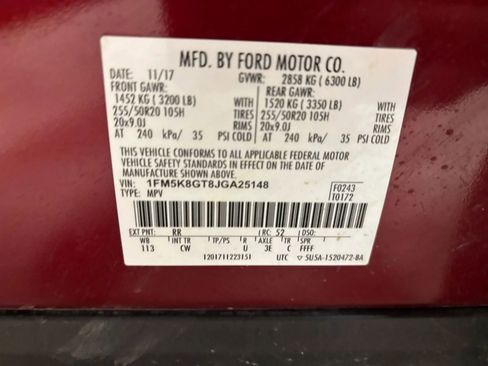 MFD. BY FORD MOTOR CO.
DATE: 11/17 GVWR: 2858 KG (6300 LB)
FRONT GAWR: REAR GAWR:
1452 KG (3200 LB) 1520 KG (3350 LB)
255/50R20 105H WITH TIRES 255/50R20 105H
20x9.0J RIMS 20x9.0J
AT 240 kPa/ 35 PSI COLD AT 240 kPa/ 35 PSI COLD
THIS VEHICLE CONFORMS TO ALL APPLICABLE FEDERAL MOTOR
VEHICLE SAFETY STANDARDS IN EFFECT ON THE DATE OF
MANUFACTURE SHOWN ABOVE.
VIN: 1FM5K8GT8JGA25148 F0243
TYPE: MPV T0172
EXT PNT: RR RC: 52 DSO:
WB INT TR TP/PS R AXLE TR SPR
113 CW U 3E C FFFF
1201711223151 UTC 5U5A-1520472-BA